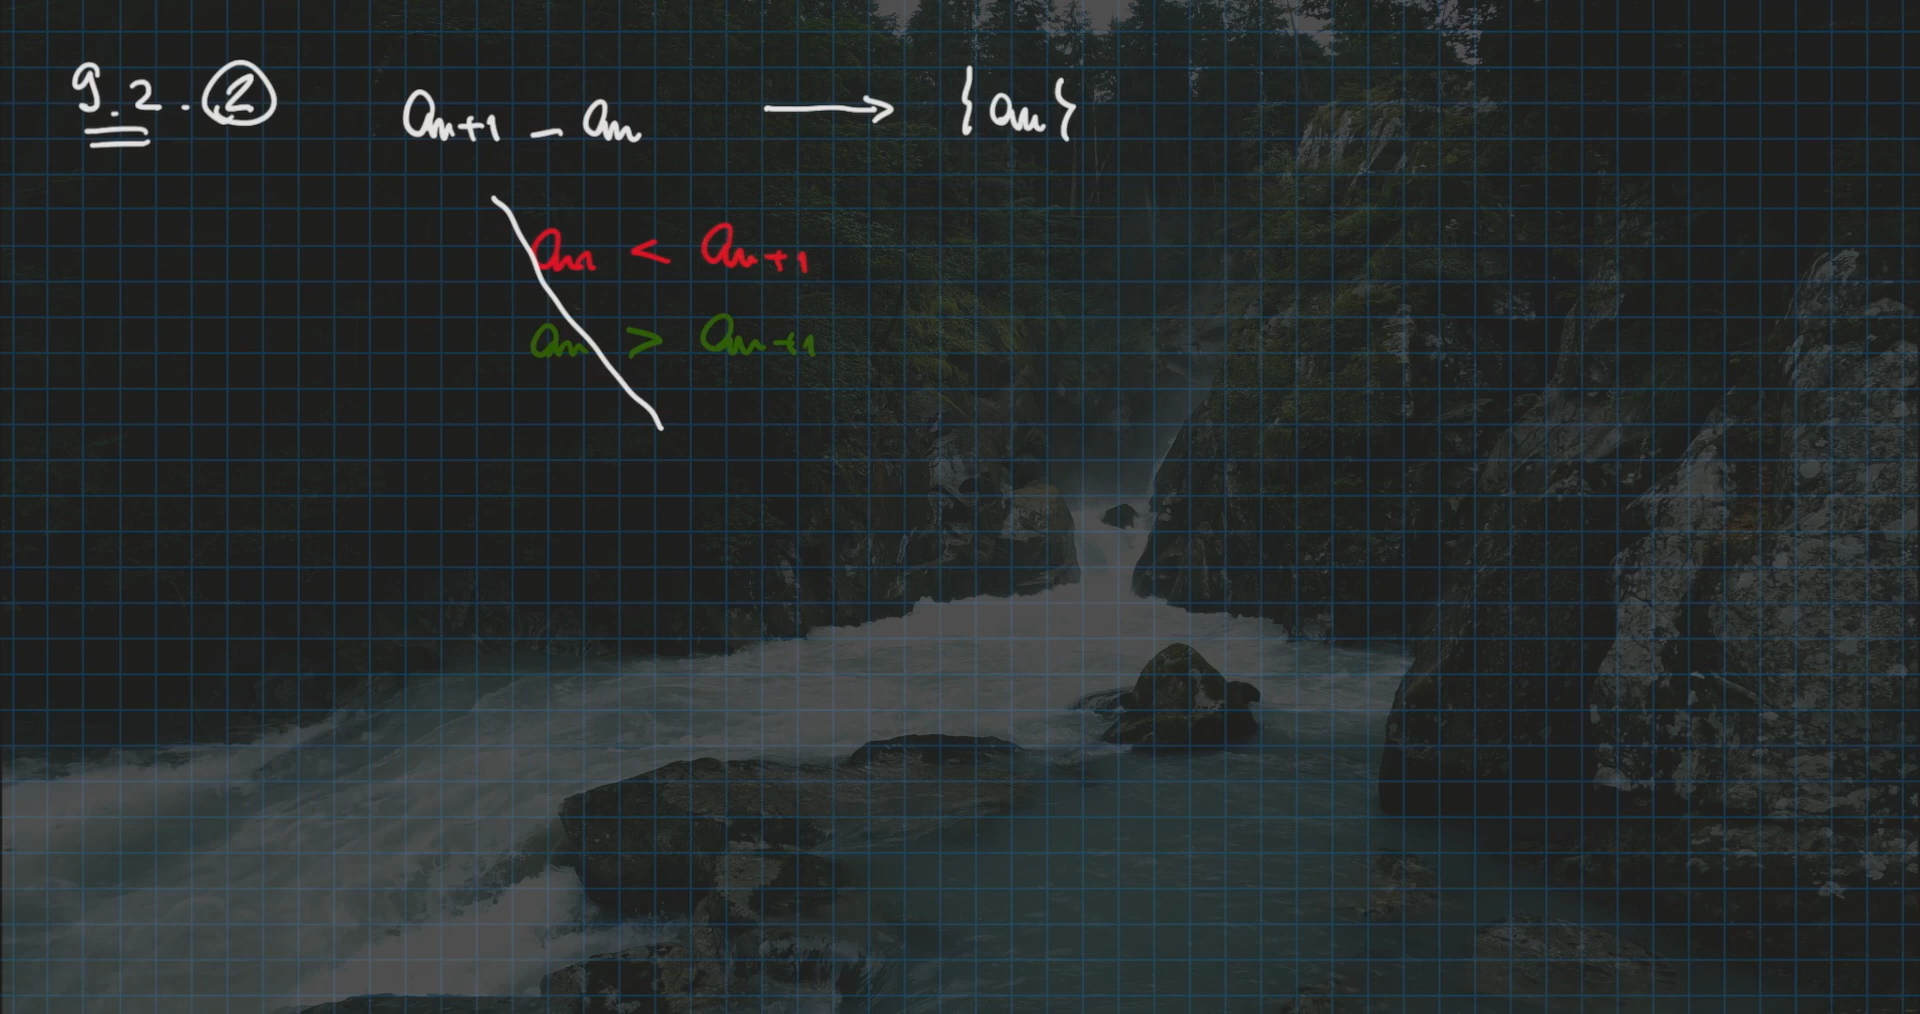 9.2.② aₙ₊₁ - aₙ ⟶ {aₙ}
aₙ < aₙ₊₁
aₙ > aₙ₊₁